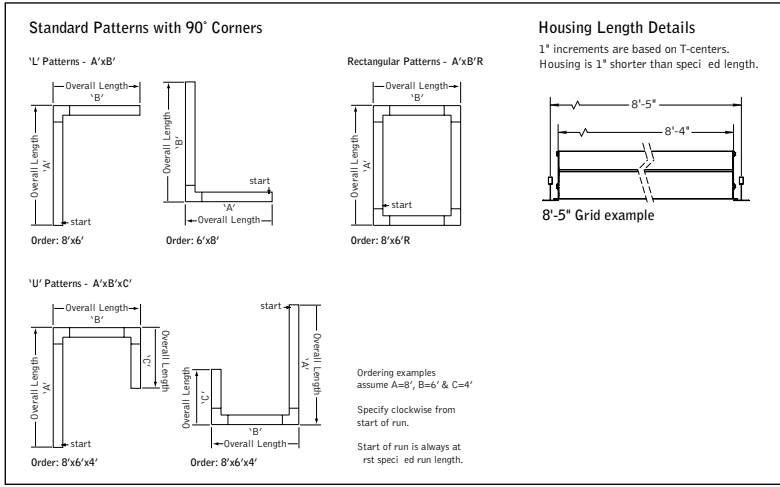 Standard Patterns with 90° Corners
‘L’ Patterns - A’xB’
Overall Length
‘B’
Overall Length
‘A’
start
Order: 8’x6’
Overall Length
‘B’
start
‘A’
Overall Length
Order: 6’x8’
Rectangular Patterns - A’xB’R
Overall Length
‘B’
Overall Length
‘A’
start
Order: 8’x6’R
Housing Length Details
1" increments are based on T-centers.
Housing is 1" shorter than speci ed length.
8'-5"
8'-4"
8'-5" Grid example
‘U’ Patterns - A’xB’xC’
Overall Length
‘B’
Overall Length
‘A’
Overall Length
‘C’
start
Order: 8’x6’x4’
start
Overall Length
‘A’
Overall Length
‘C’
‘B’
Overall Length
Order: 8’x6’x4’
Ordering examples
assume A=8’, B=6’ & C=4’
Specify clockwise from
start of run.
Start of run is always at
rst speci ed run length.